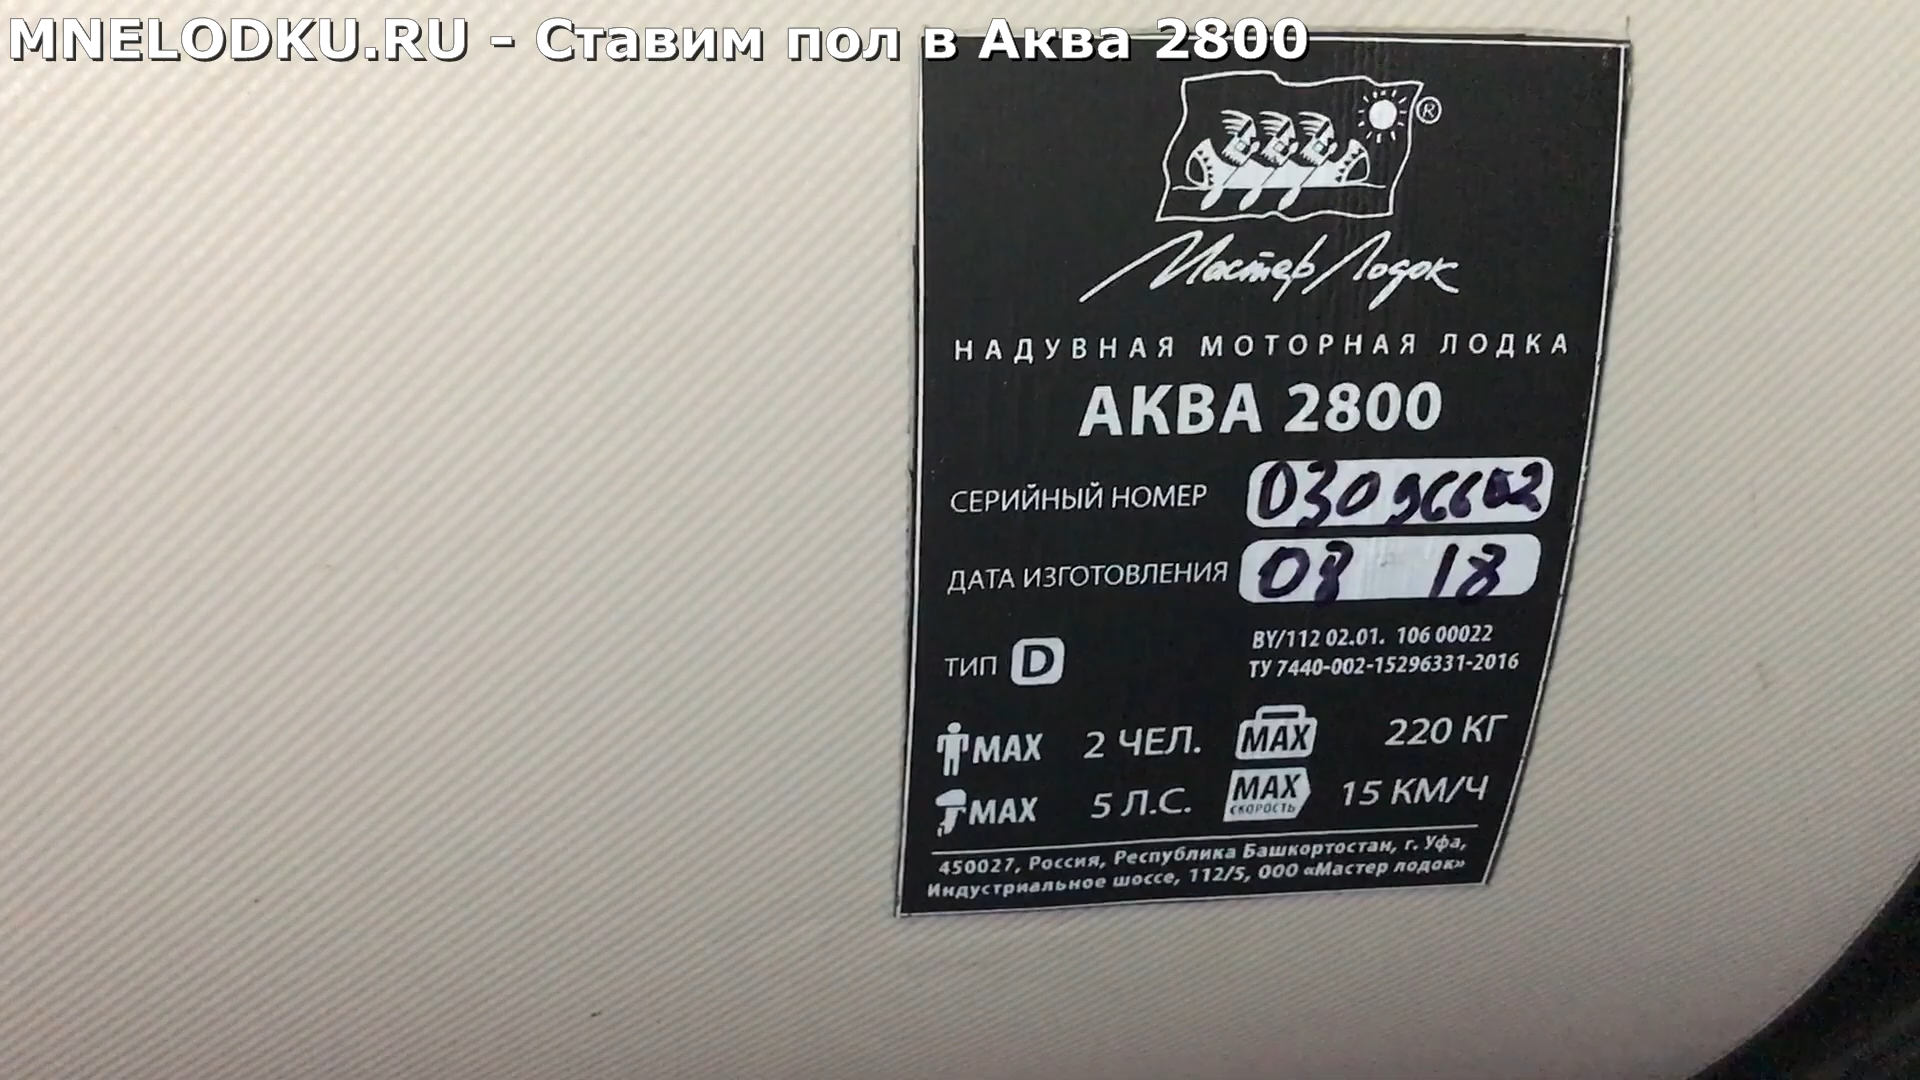 MNELODKU.RU - Ставим пол в Аква 2800
®
Мастер Лодок
НАДУВНАЯ МОТОРНАЯ ЛОДКА
АКВА 2800
СЕРИЙНЫЙ НОМЕР
ДАТА ИЗГОТОВЛЕНИЯ 08 18
ТИП D
BY/112 02.01. 106 00022
ТУ 7440-002-15296331-2016
MAX 2 ЧЕЛ. MAX 220 КГ
MAX 5 Л.С. MAX СКОРОСТЬ 15 КМ/Ч
450027, Россия, Республика Башкортостан, г. Уфа,
Индустриальное шоссе, 112/5, ООО «Мастер лодок»